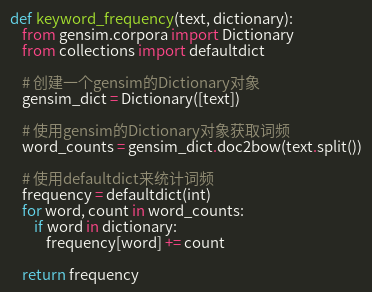 def keyword_frequency(text, dictionary):
    from gensim.corpora import Dictionary
    from collections import defaultdict

    # 创建一个gensim的Dictionary对象
    gensim_dict = Dictionary([text])

    # 使用gensim的Dictionary对象获取词频
    word_counts = gensim_dict.doc2bow(text.split())

    # 使用defaultdict来统计词频
    frequency = defaultdict(int)
    for word, count in word_counts:
        if word in dictionary:
            frequency[word] += count

    return frequency